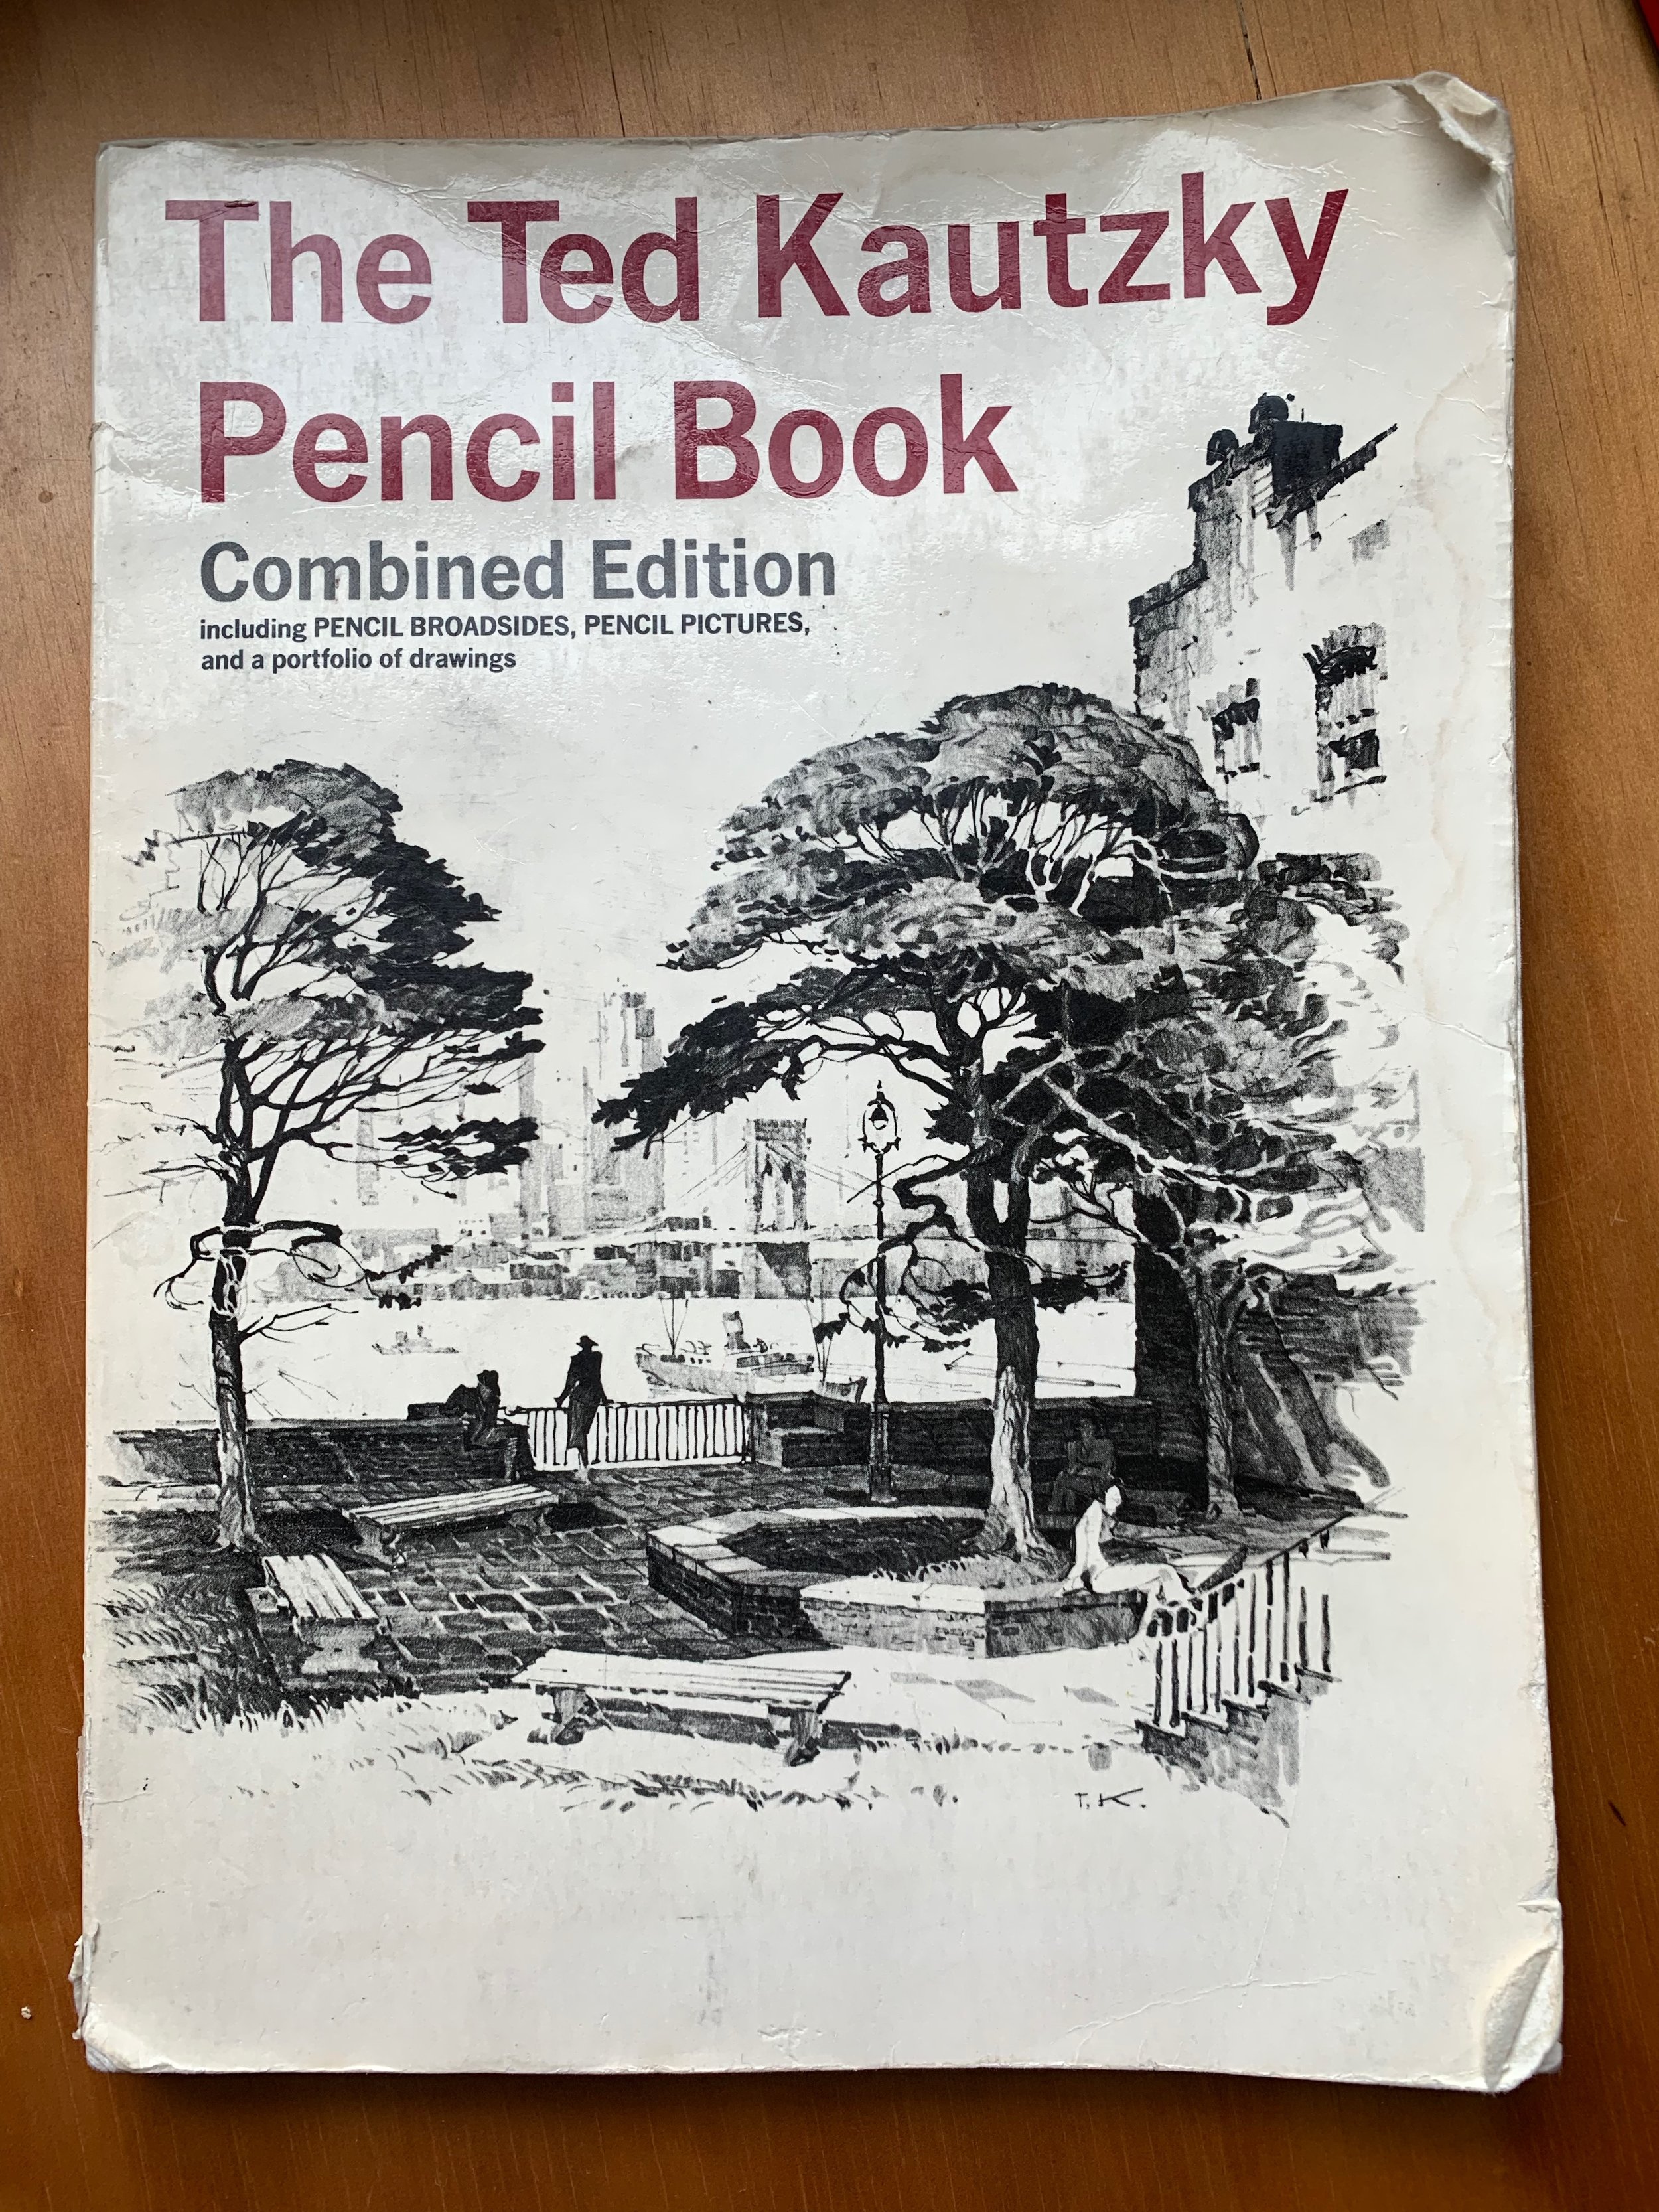 The Ted Kautzky
Pencil Book
Combined Edition
including PENCIL BROADSIDES, PENCIL PICTURES,
and a portfolio of drawings
T.K.